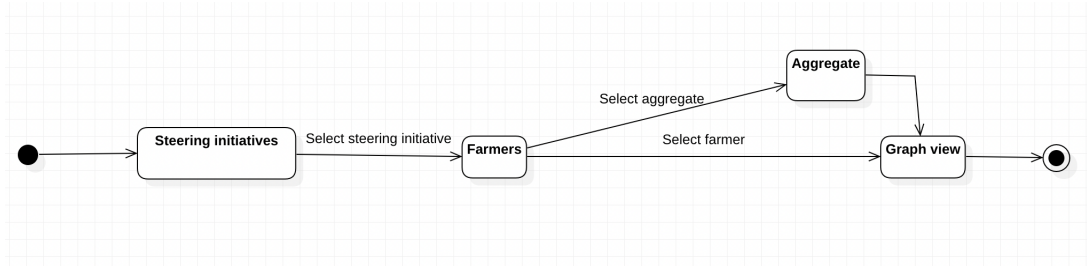 Aggregate
Select aggregate
Steering initiatives
Select steering initiative
Farmers
Select farmer
Graph view